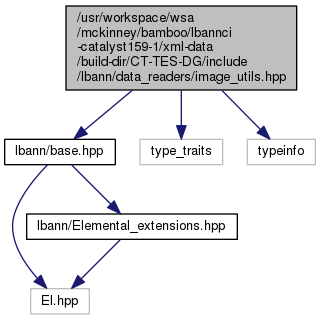 /usr/workspace/wsa
/mckinney/bamboo/lbannci
-catalyst159-1/xml-data
/build-dir/CT-TES-DG/include
/lbann/data_readers/image_utils.hpp
lbann/base.hpp
type_traits
typeinfo
lbann/Elemental_extensions.hpp
El.hpp